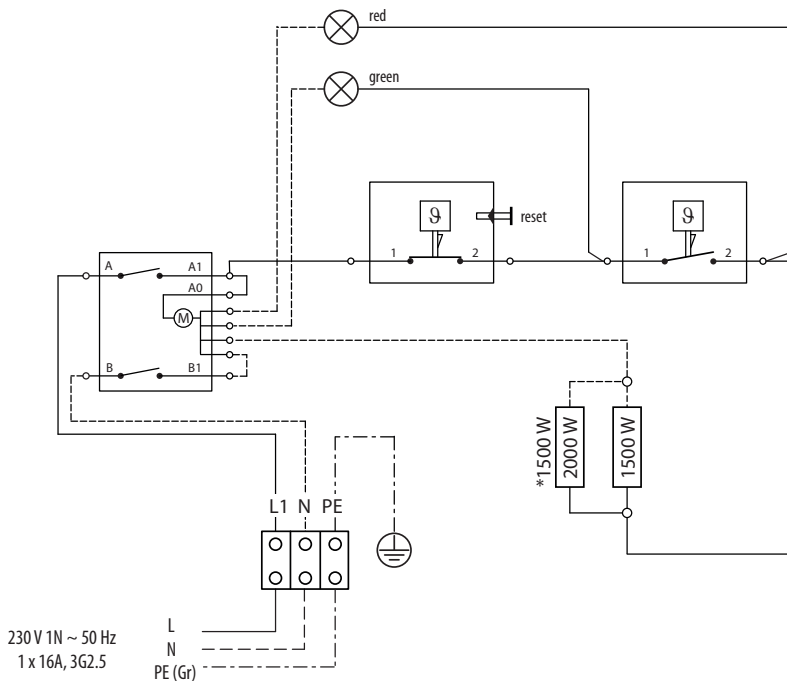 red
green
ϑ
reset
1
2
ϑ
1
2
A
A1
A0
M
B
B1
*1500 W
2000 W
1500 W
L1 N PE
230 V 1N ~ 50 Hz
1 x 16A, 3G2.5
L
N
PE (Gr)